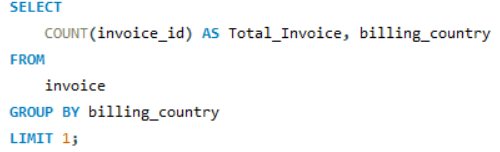 SELECT
    COUNT(invoice_id) AS Total_Invoice, billing_country
FROM
    invoice
GROUP BY billing_country
LIMIT 1;